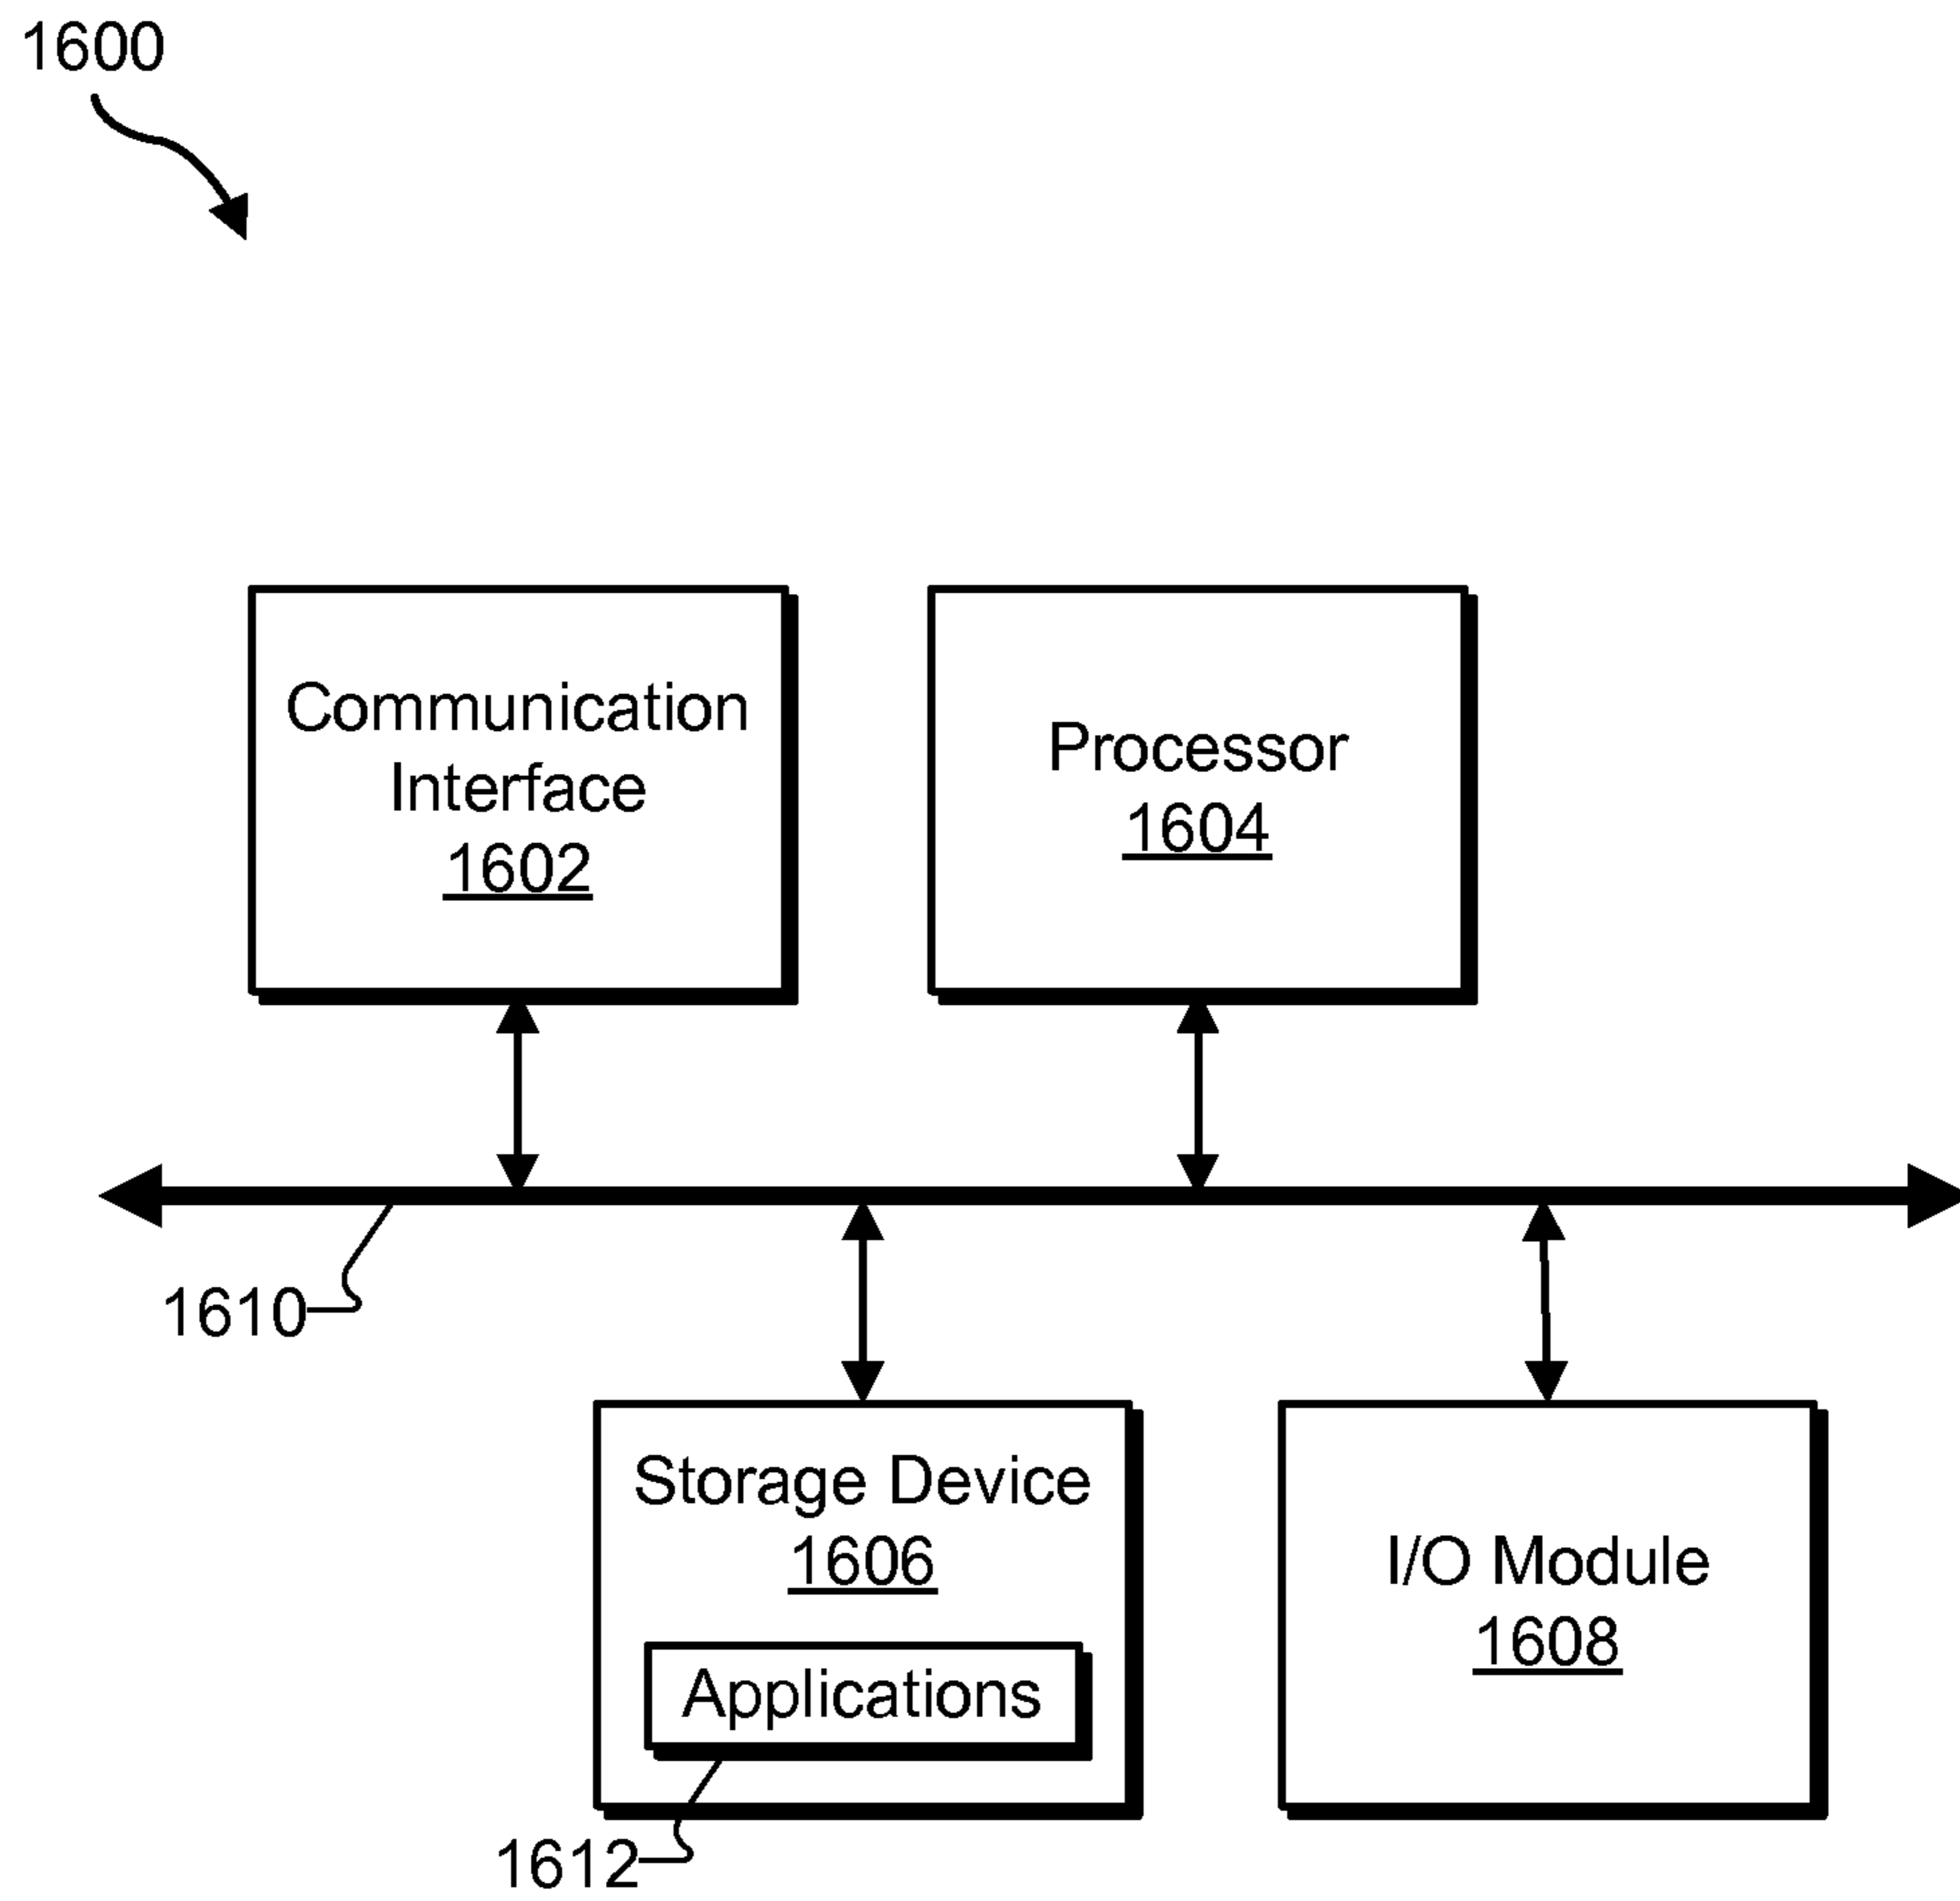 1600
Communication
Interface
1602
Processor
1604
1610
Storage Device
1606
Applications
1612
I/O Module
1608